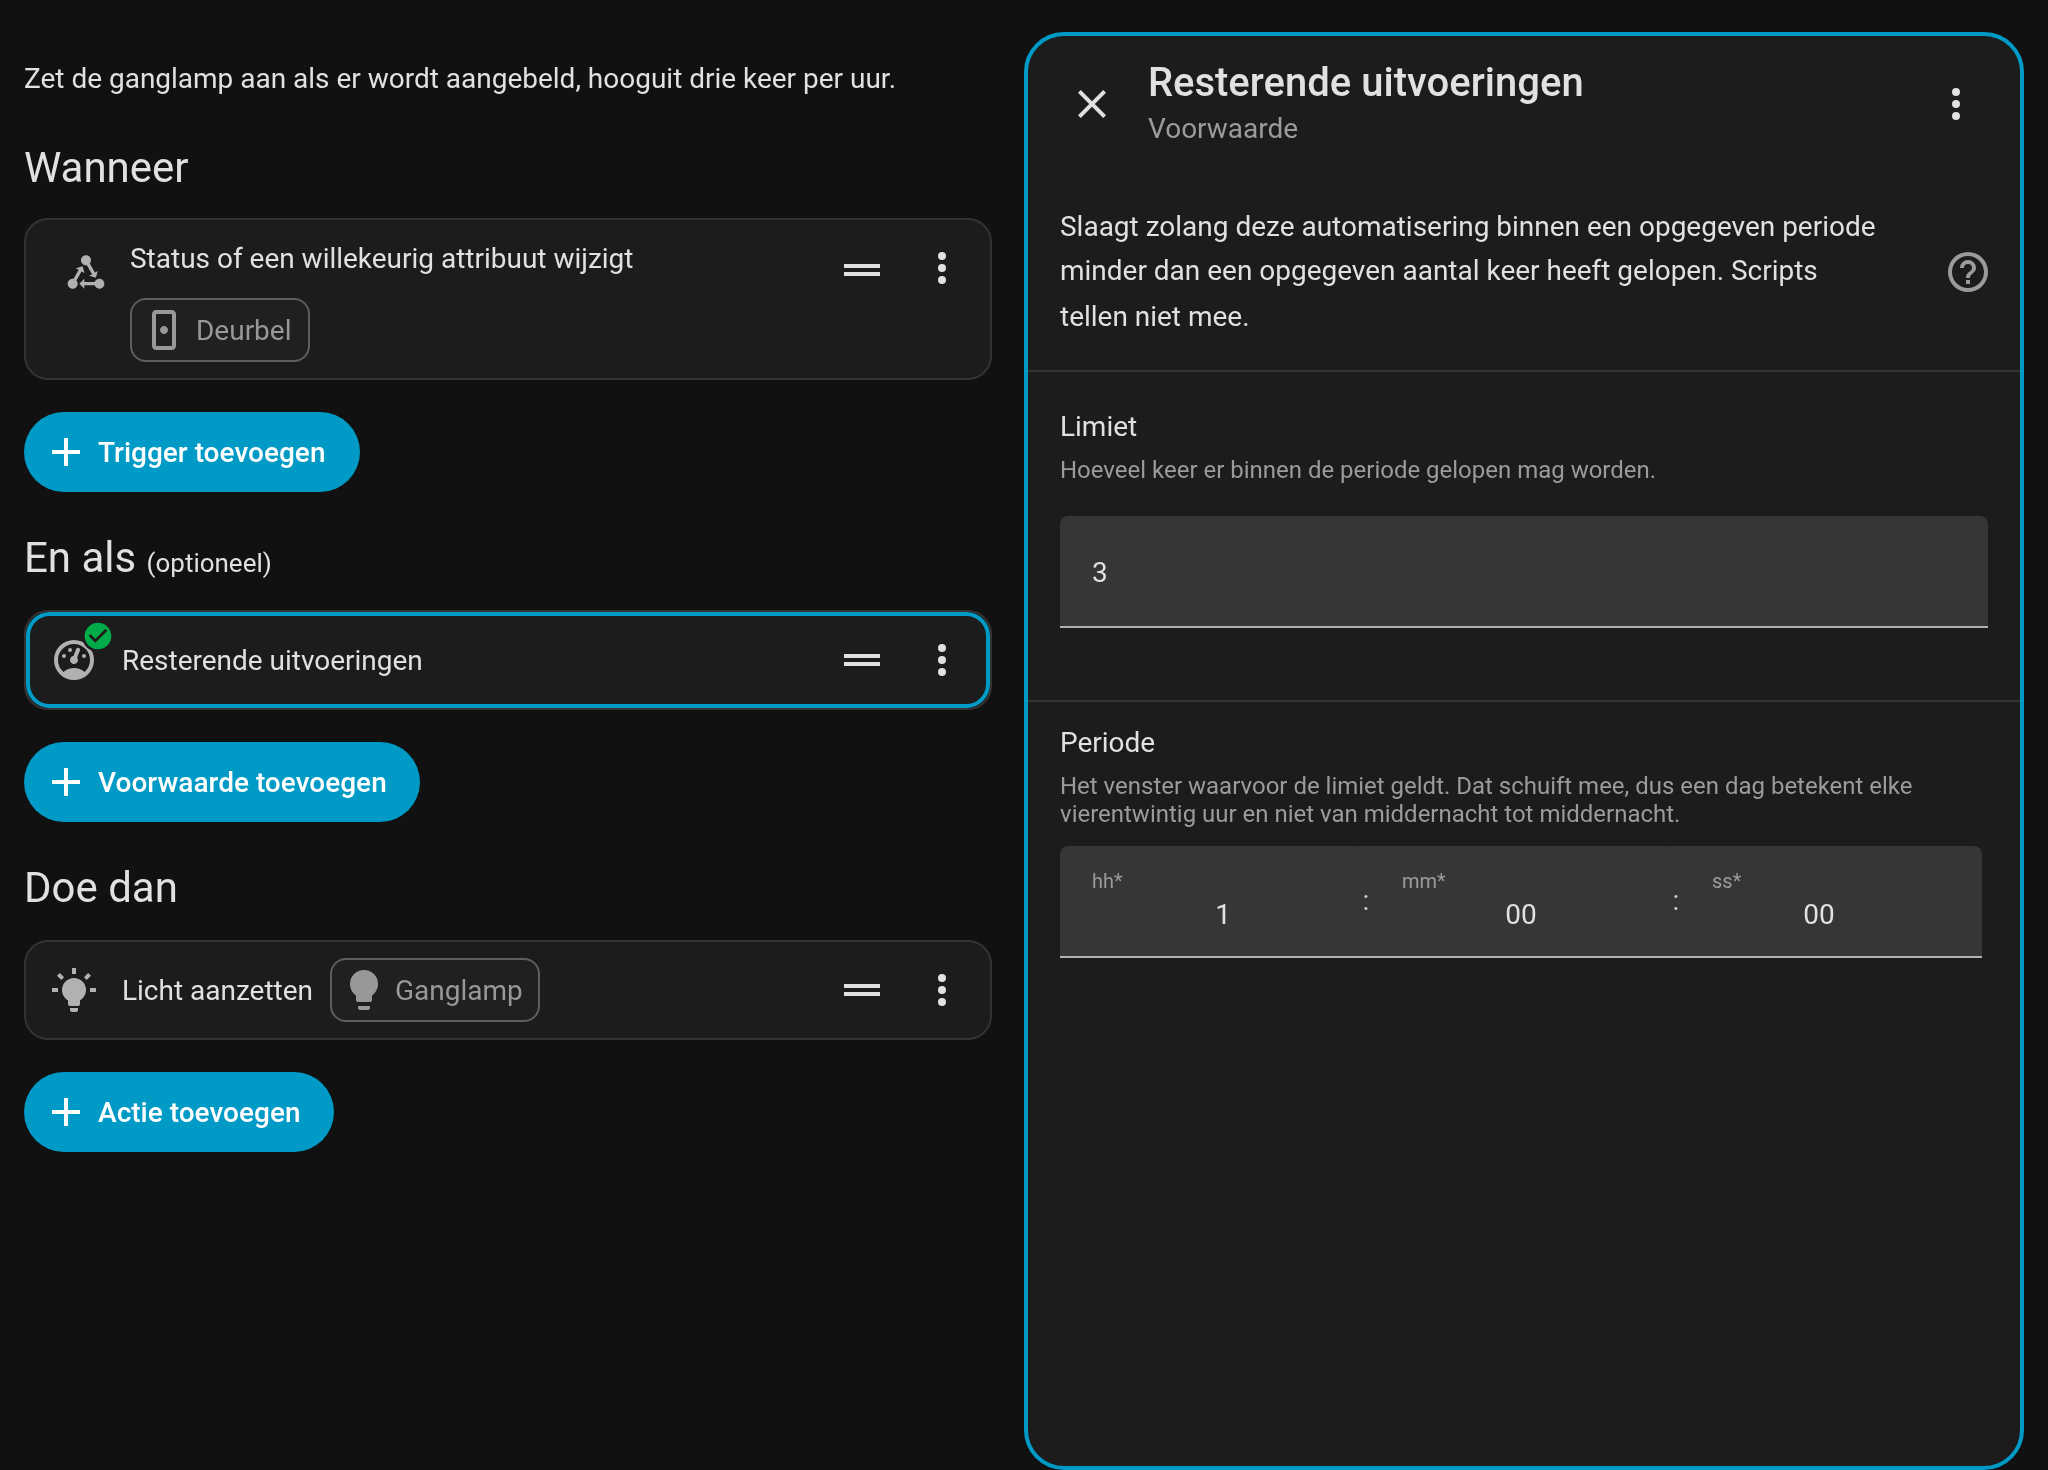 Zet de ganglamp aan als er wordt aangebeld, hooguit drie keer per uur.
Wanneer
Status of een willekeurig attribuut wijzigt
Deurbel
Trigger toevoegen
En als (optioneel)
Resterende uitvoeringen
Voorwaarde toevoegen
Doe dan
Licht aanzetten Ganglamp
Actie toevoegen
Resterende uitvoeringen
Voorwaarde
Slaagt zolang deze automatisering binnen een opgegeven periode
minder dan een opgegeven aantal keer heeft gelopen. Scripts
tellen niet mee.
Limiet
Hoeveel keer er binnen de periode gelopen mag worden.
3
Periode
Het venster waarvoor de limiet geldt. Dat schuift mee, dus een dag betekent elke
vierentwintig uur en niet van middernacht tot middernacht.
hh* mm* ss*
1 : 00 : 00